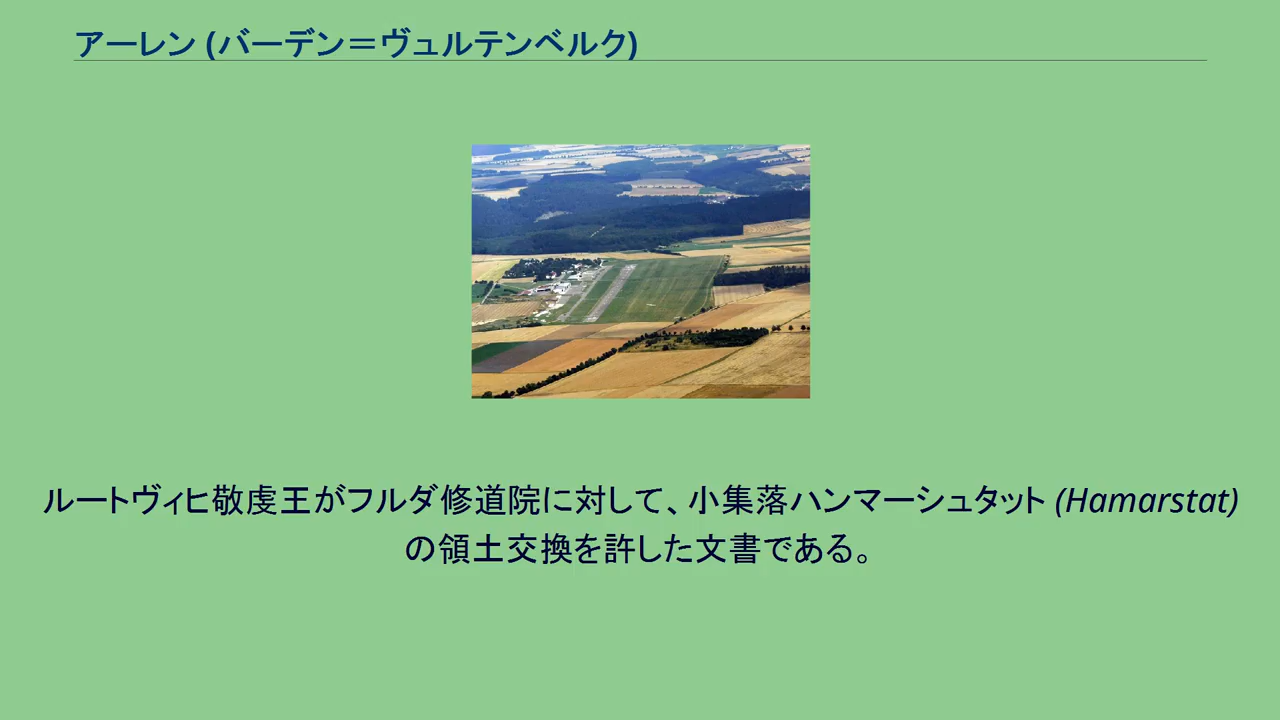 アーレン (バーデン＝ヴュルテンベルク)
ルートヴィヒ敬虔王がフルダ修道院に対して、小集落ハンマーシュタット (Hamarstat)
の領土交換を許した文書である。